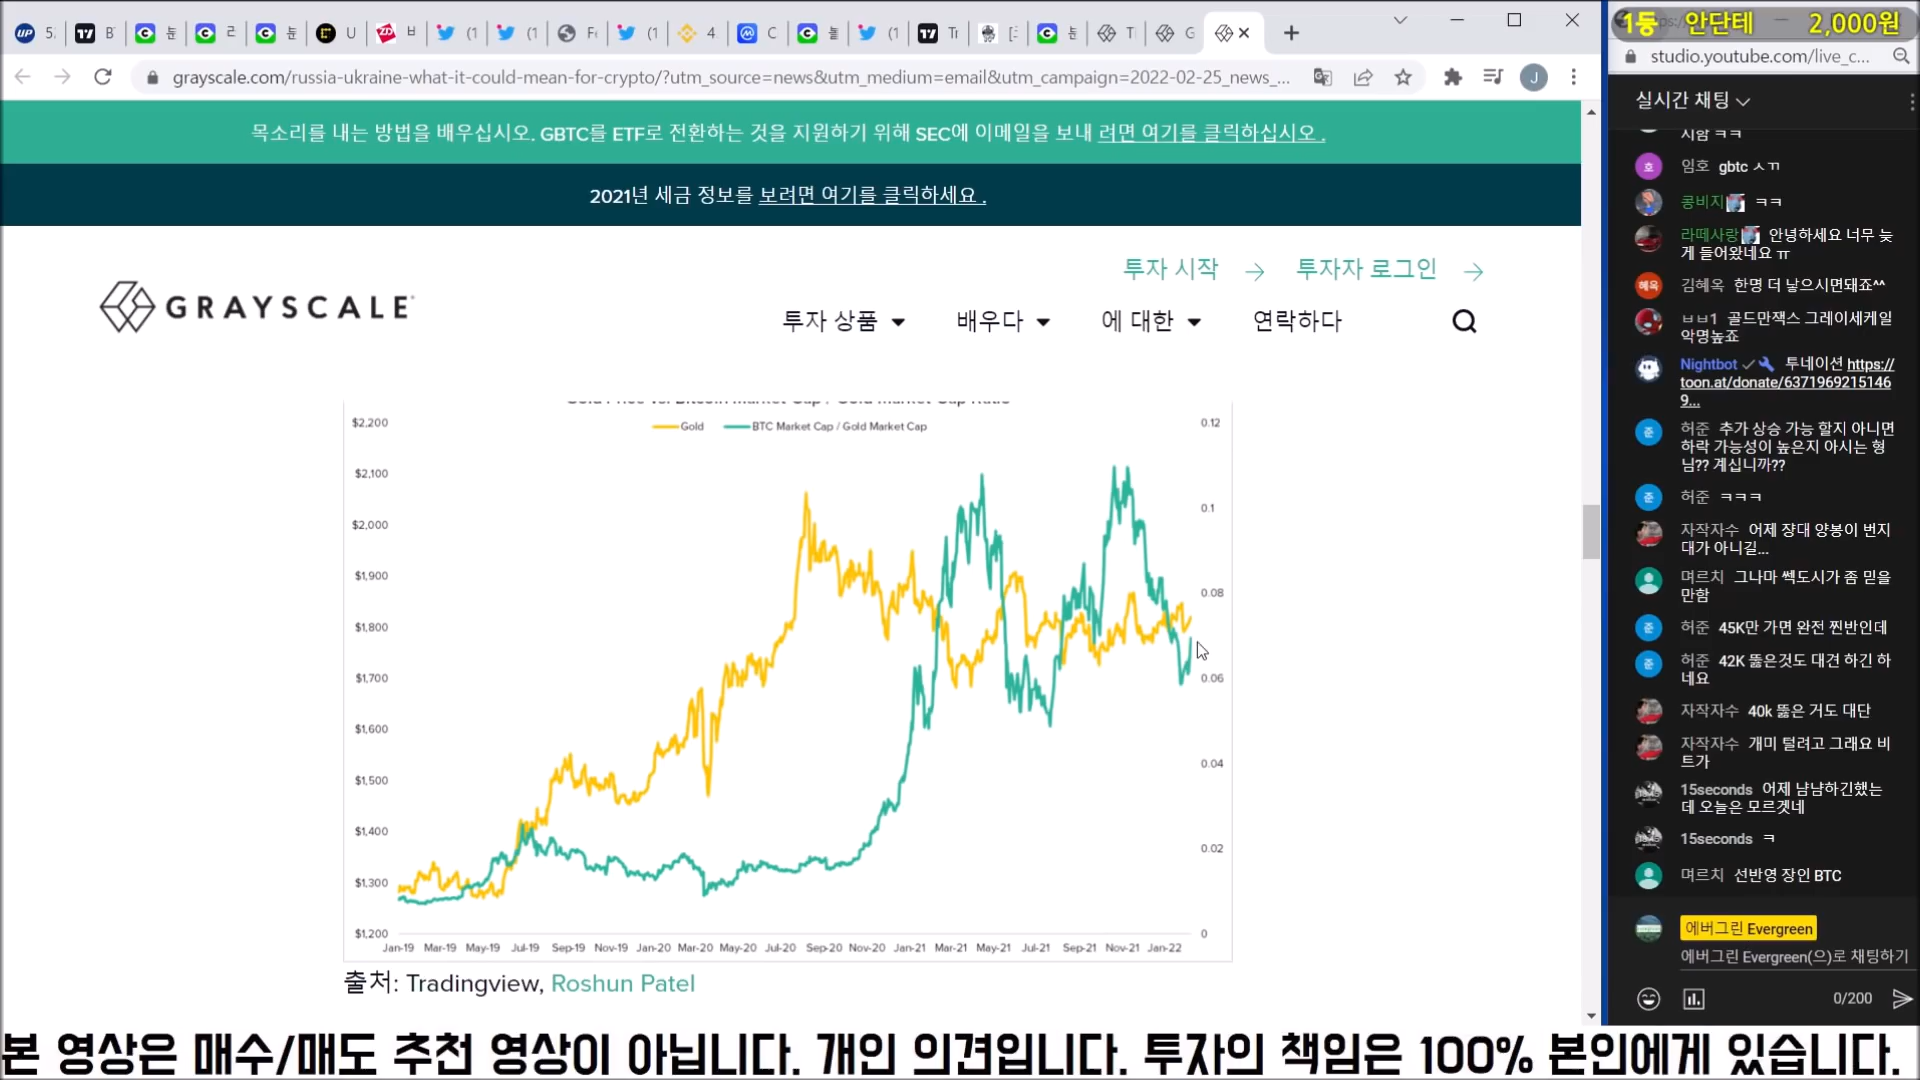 5.
B'
U
grayscale.com/russia-ukraine-what-it-could-mean-for-crypto/?utm_source=news&utm_medium=email&utm_campaign=2022-02-25_news_...
J
목소리를 내는 방법을 배우십시오. GBTC를 ETF로 전환하는 것을 지원하기 위해 SEC에 이메일을 보내 려면 여기를 클릭하십시오 .
2021년 세금 정보를 보려면 여기를 클릭하세요 .
투자 시작 → 투자자 로그인 →
GRAYSCALE
투자 상품 배우다 에 대한 연락하다
Gold Price vs. Bitcoin Market Cap / Gold Market Cap Ratio
Gold BTC Market Cap / Gold Market Cap
$2,200
$2,100
$2,000
$1,900
$1,800
$1,700
$1,600
$1,500
$1,400
$1,300
$1,200
0.12
0.1
0.08
0.06
0.04
0.02
0
Jan-19 Mar-19 May-19 Jul-19 Sep-19 Nov-19 Jan-20 Mar-20 May-20 Jul-20 Sep-20 Nov-20 Jan-21 Mar-21 May-21 Jul-21 Sep-21 Nov-21 Jan-22
출처: Tradingview, Roshun Patel
1등 안단테 2,000원
studio.youtube.com/live_c...
실시간 채팅
임호 gbtc ㅅㄲ
콩비지 ㅋㅋ
라떼사랑 안녕하세요 너무 늦
게 들어왔네요 ㅠ
김혜옥 한명 더 낳으시면돼죠^^
ㅂㅂ1 골드만잭스 그레이세케일
악명높죠
Nightbot 투네이션 https://
toon.at/donate/6371969215146
9...
허준 추가 상승 가능 할지 아니면
하락 가능성이 높은지 아시는 형
님?? 계십니까??
허준 ㅋㅋㅋ
자작자수 어제 쟝대 양봉이 번지
대가 아니길...
며르치 그나마 쎅도시가 좀 믿을
만함
허준 45K만 가면 완전 찐반인데
허준 42K 뚫은것도 대견 하긴 하
네요
자작자수 40k 뚫은 거도 대단
자작자수 개미 털려고 그래요 비
트가
15seconds 어제 냠냠하긴했는
데 오늘은 모르겟네
15seconds ㅋ
며르치 선반영 장인 BTC
에버그린 Evergreen
에버그린 Evergreen(으)로 채팅하기
0/200
본 영상은 매수/매도 추천 영상이 아닙니다. 개인 의견입니다. 투자의 책임은 100% 본인에게 있습니다.